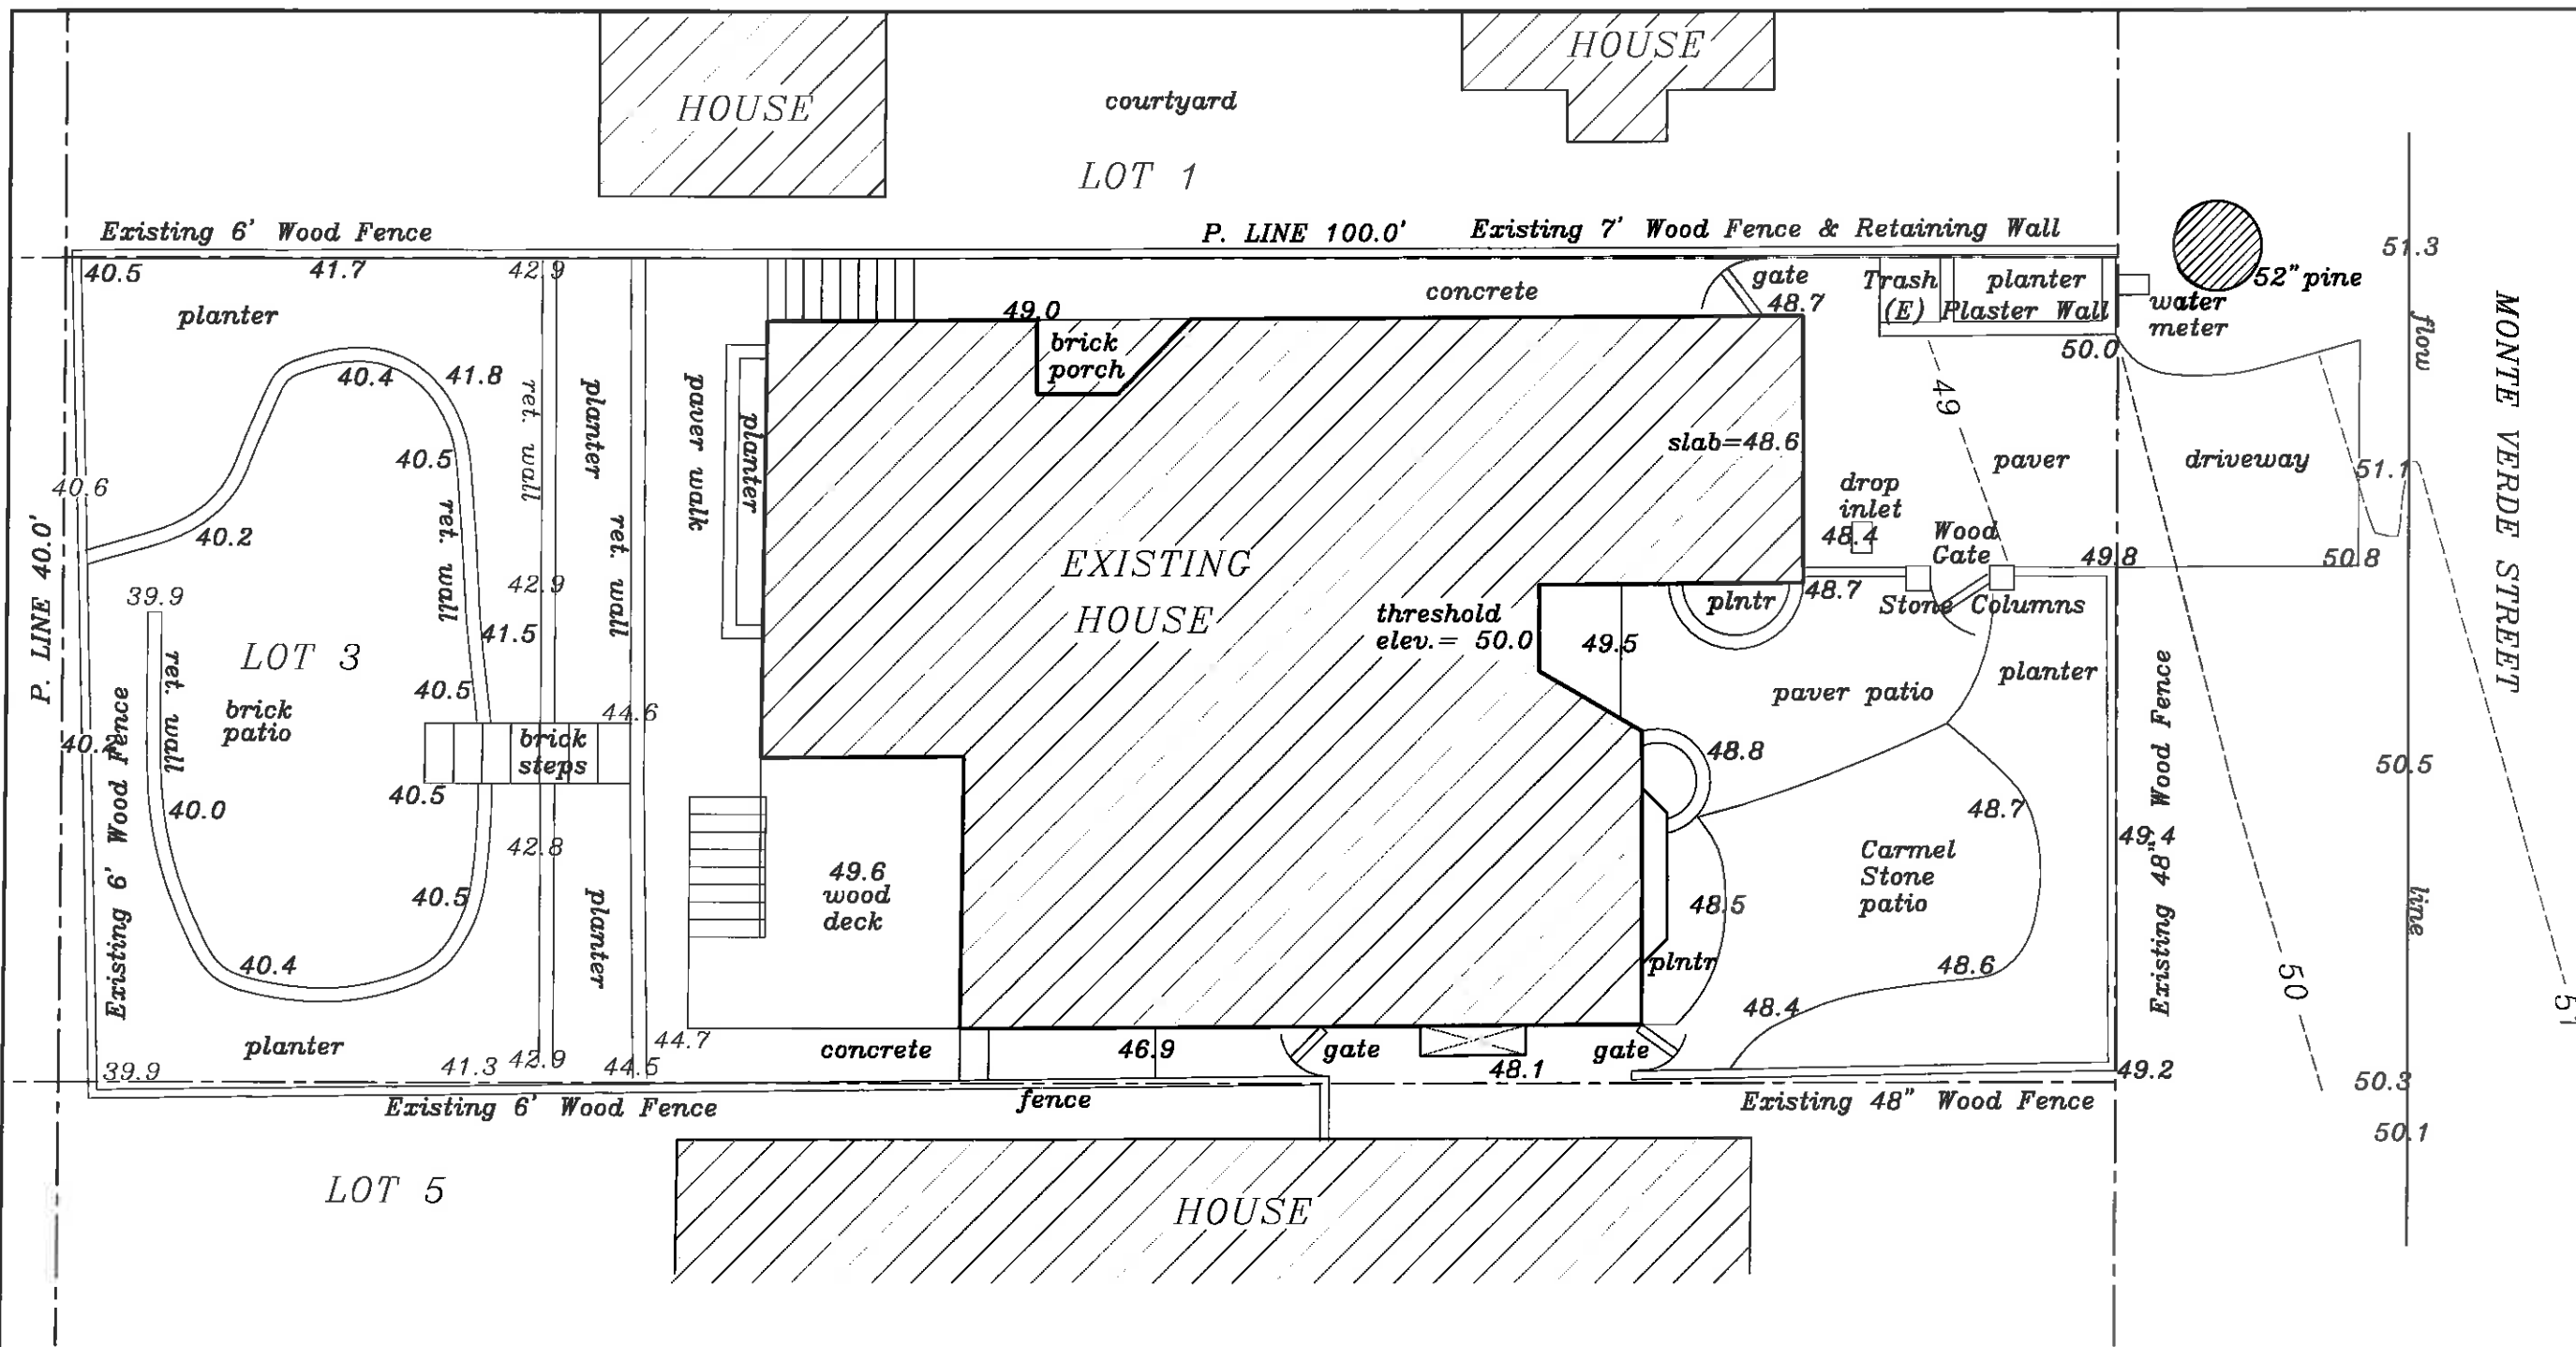 HOUSE
HOUSE
courtyard
LOT 1
Existing 6' Wood Fence
P. LINE 100.0'
Existing 7' Wood Fence & Retaining Wall
51.3
40.5
41.7
42.9
planter
49.0
concrete
gate
48.7
Trash
planter
(E) Plaster Wall
water
meter
52" pine
50.0
flow
MONTE VERDE STREET
brick
porch
40.4
41.8
ret. wall
planter
paver walk
planter
49
slab=48.6
40.5
paver
driveway
51.1
40.6
40.2
ret. wall
ret. wall
drop
inlet
48.4
Wood
Gate
49.8
50.8
EXISTING
HOUSE
42.9
39.9
P. LINE 40.0'
LOT 3
41.5
threshold
elev.= 50.0
49.5
plntr
48.7
Stone Columns
planter
ret. wall
40.5
44.6
brick
patio
brick
steps
paver patio
Existing 48" Wood Fence
Existing 6' Wood Fence
48.8
50.5
40.5
40.0
48.7
42.8
49.4
Carmel
Stone
patio
49.6
wood
deck
40.5
planter
48.5
line
40.4
plntr
48.6
50
48.4
44.7
planter
concrete
46.9
gate
48.1
gate
39.9
41.3
42.9
44.5
49.2
50.3
Existing 6' Wood Fence
fence
Existing 48" Wood Fence
50.1
LOT 5
HOUSE